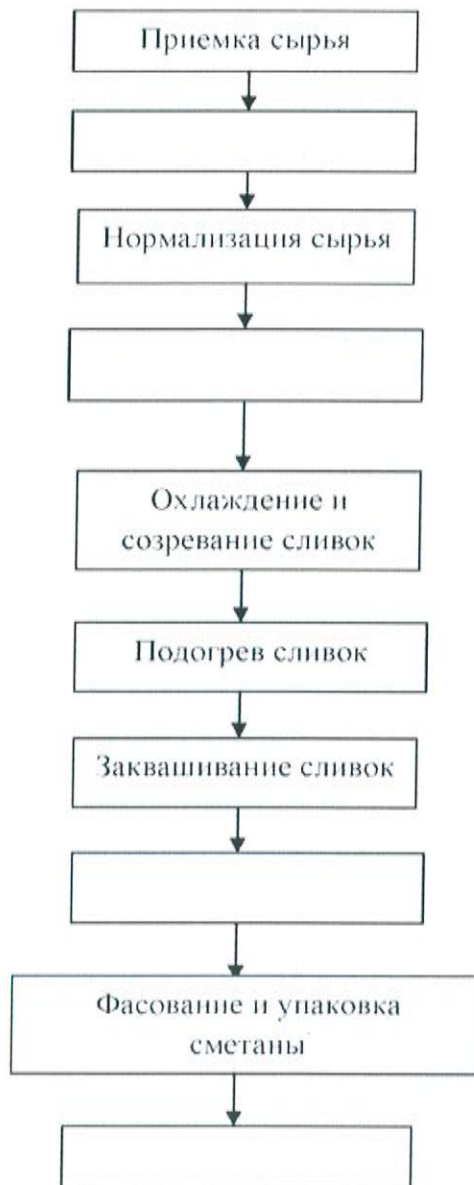 Приемка сырья
Нормализация сырья
Охлаждение и
созревание сливок
Подогрев сливок
Заквашивание сливок
Фасование и упаковка
сметаны